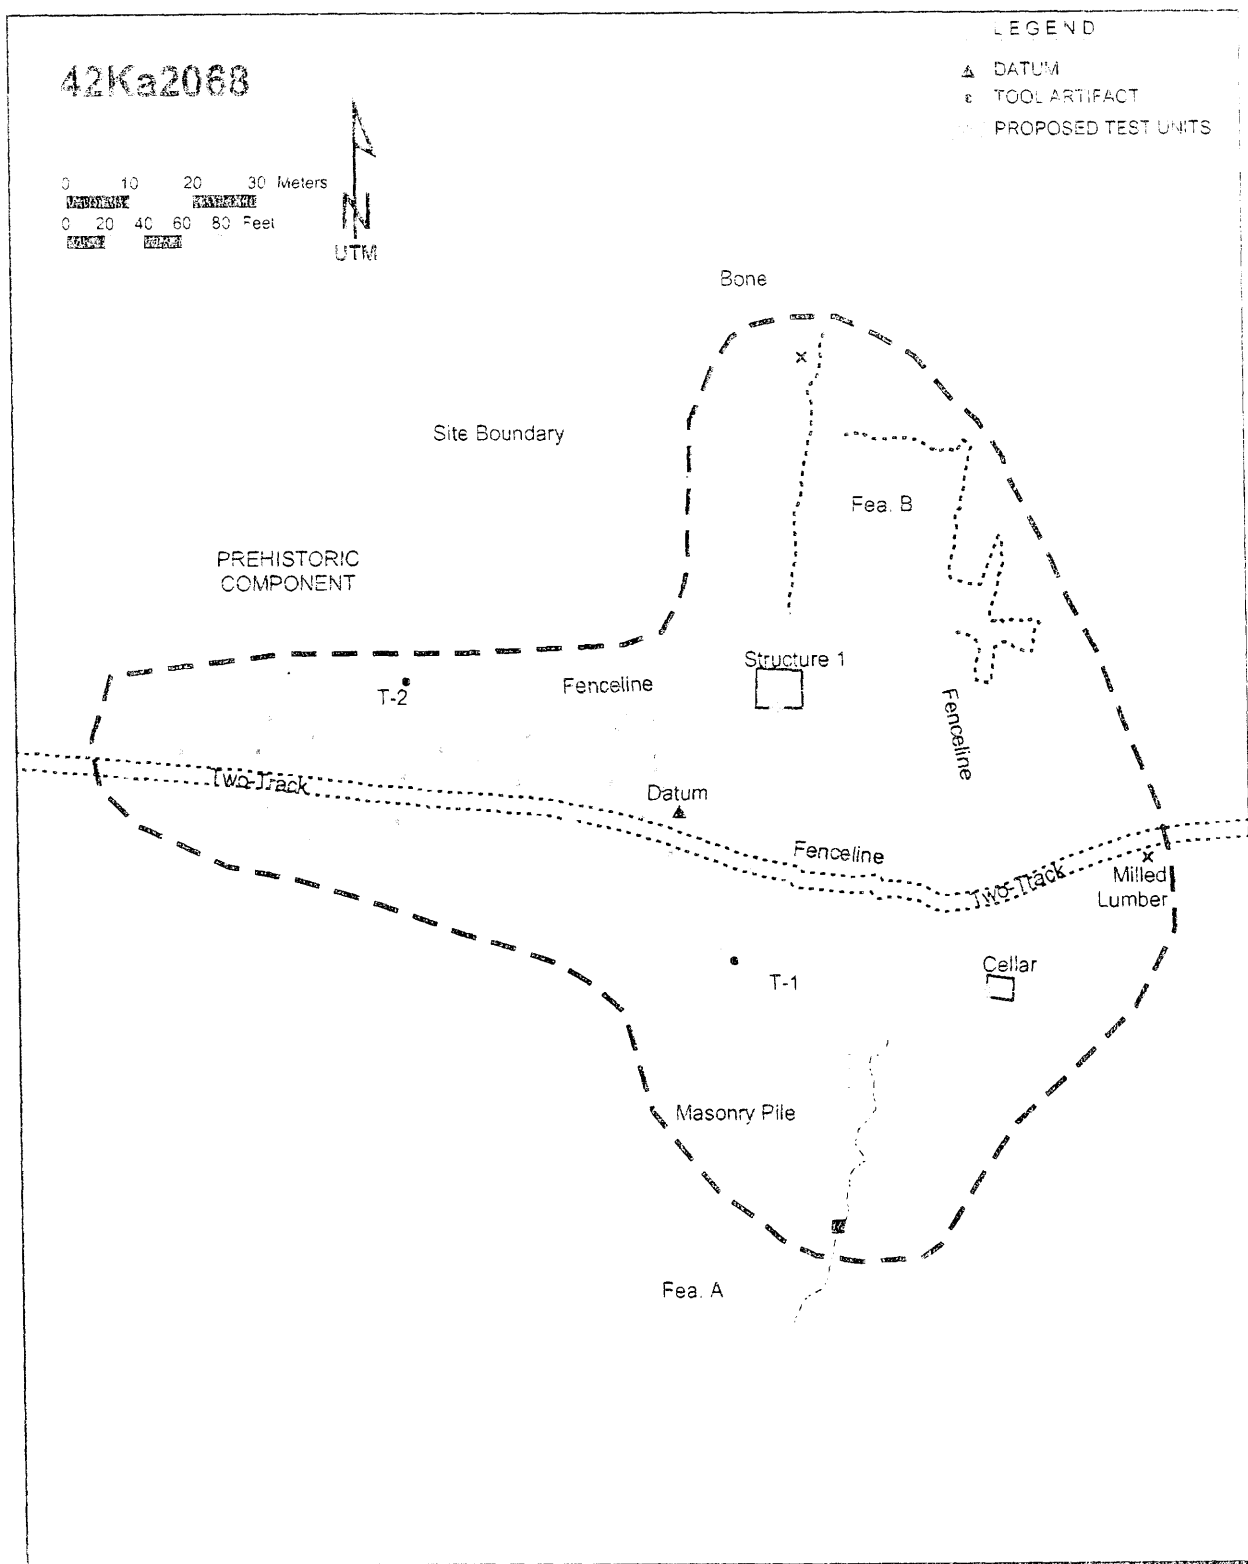 LEGEND
42Ka2068
DATUM
TOOL ARTIFACT
PROPOSED TEST UNITS
0 10 20 30 Meters
0 20 40 60 80 Feet
N
UTM
Bone
Site Boundary
Fea. B
PREHISTORIC
COMPONENT
Structure 1
T-2
Fenceline
Fenceline
Two-Track
Datum
Fenceline
Two-Track
Milled
Lumber
Cellar
T-1
Masonry Pile
Fea. A